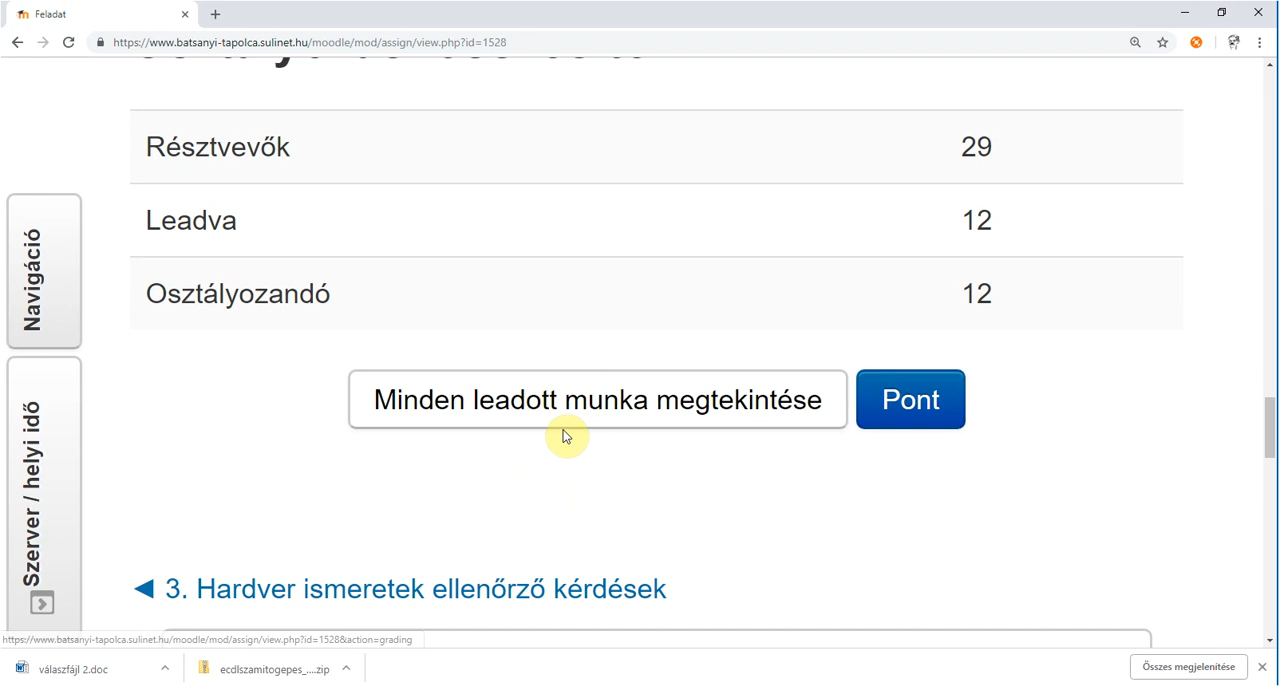 Feladat
https://www.batsanyi-tapolca.sulinet.hu/moodle/mod/assign/view.php?id=1528
Résztvevők 29
Leadva 12
Osztályozandó 12
Navigáció
Szerver / helyi idő
Minden leadott munka megtekintése Pont
◄ 3. Hardver ismeretek ellenőrző kérdések
https://www.batsanyi-tapolca.sulinet.hu/moodle/mod/assign/view.php?id=1528&action=grading
válaszfájl 2.doc
ecdlszamitogepes_....zip
Összes megjelenítése